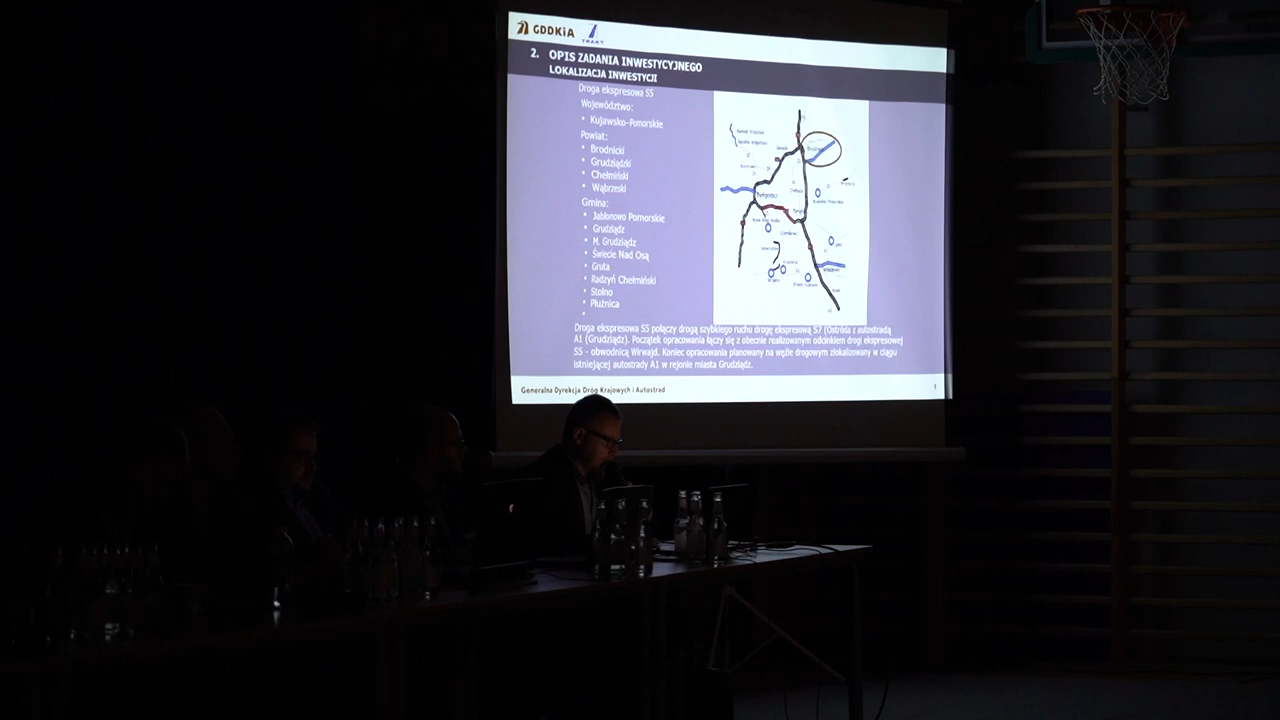 GDDKiA TRAKT
2. OPIS ZADANIA INWESTYCYJNEGO
LOKALIZACJA INWESTYCJI
Droga ekspresowa S5
Województwo:
• Kujawsko-Pomorskie
Powiat:
• Brodnicki
• Grudziądzki
• Chełmiński
• Wąbrzeski
Gmina:
• Jabłonowo Pomorskie
• Grudziądz
• M. Grudziądz
• Świecie Nad Osą
• Gruta
• Radzyń Chełmiński
• Stolno
• Płużnica
Bydgoszcz
Droga ekspresowa S5 połączy drogą szybkiego ruchu drogę ekspresową S7 (Ostróda z autostradą
A1 (Grudziądz). Początek opracowania łączy się z obecnie realizowanym odcinkiem drogi ekspresowej
S5 - obwodnicą Wirwajd. Koniec opracowania planowany na węźle drogowym zlokalizowanym w ciągu
istniejącej autostrady A1 w rejonie miasta Grudziądz.
Generalna Dyrekcja Dróg Krajowych i Autostrad